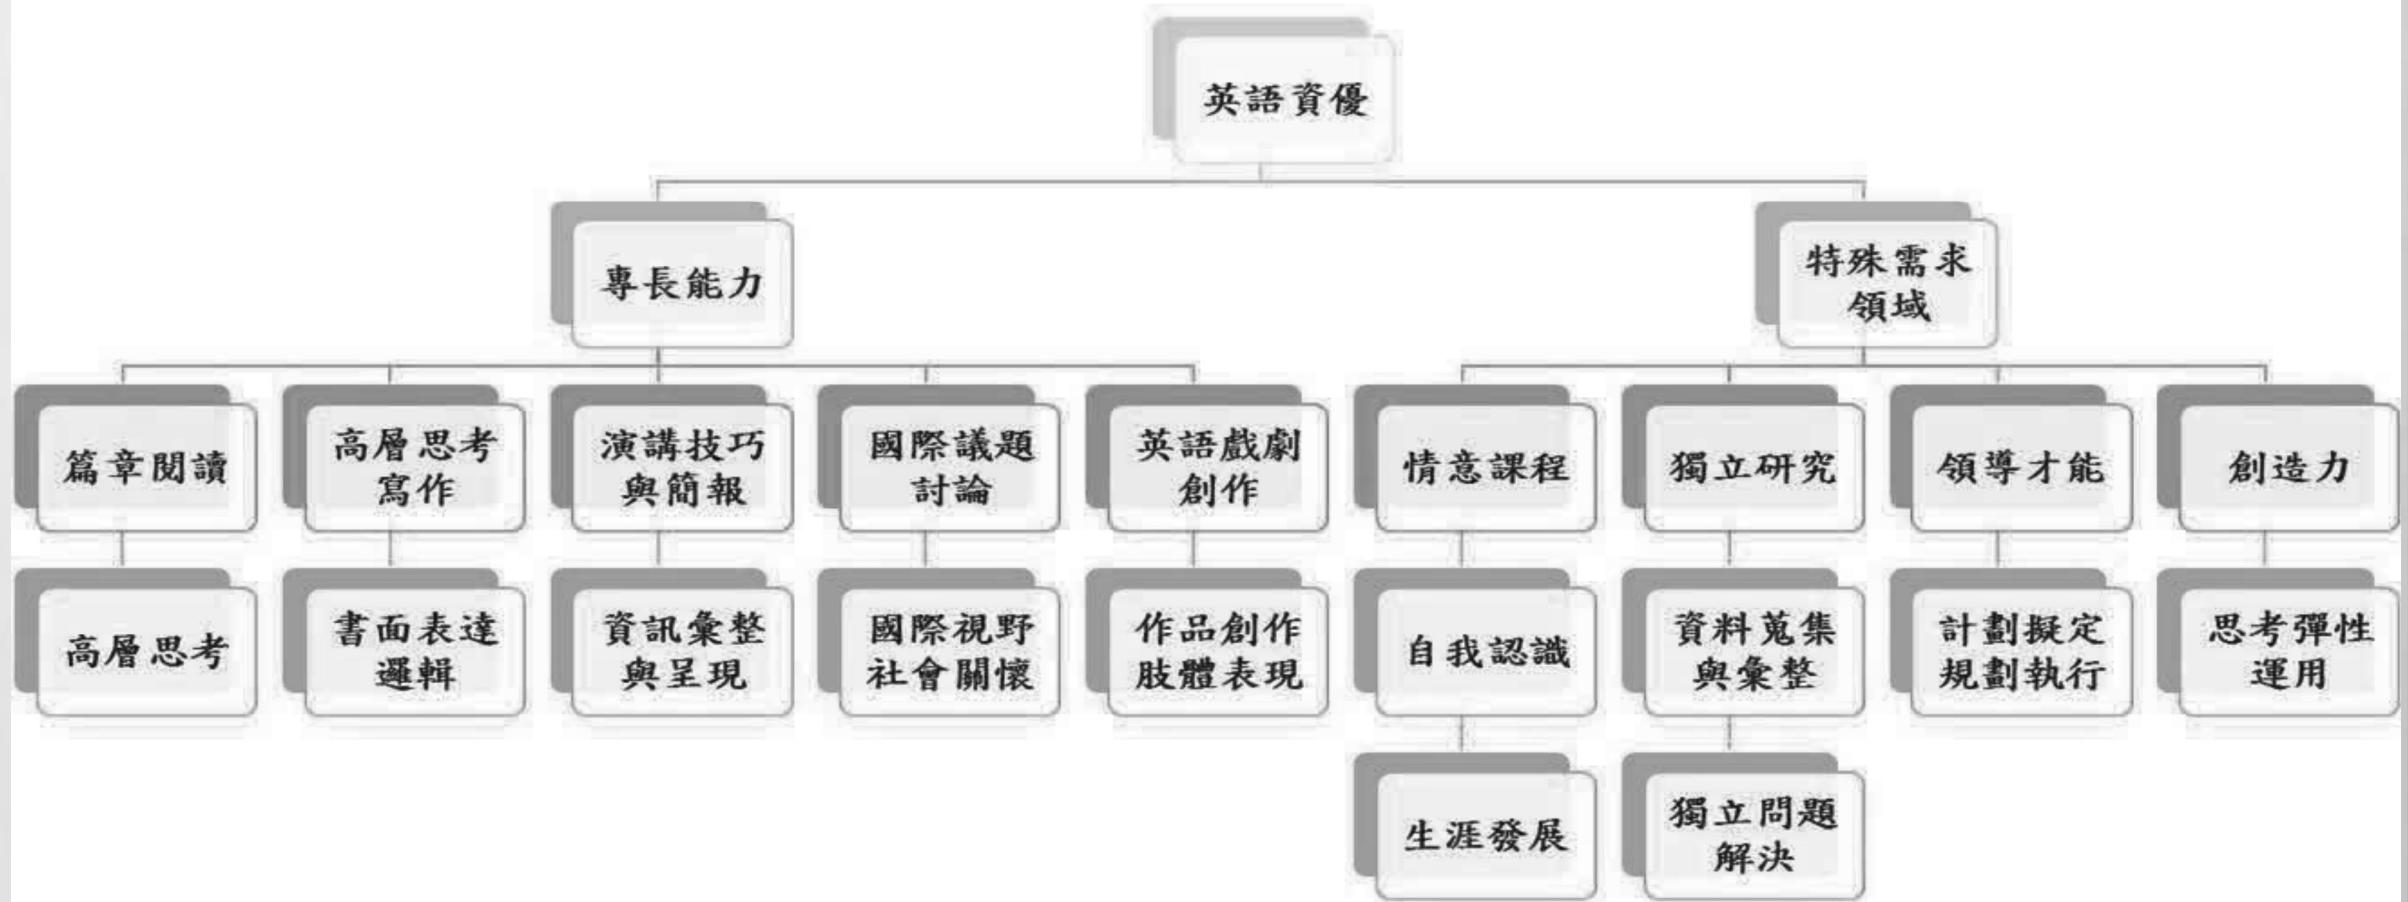 英語資優
專長能力
特殊需求
領域
篇章閱讀
高層思考
寫作
演講技巧
與簡報
國際議題
討論
英語戲劇
創作
情意課程
獨立研究
領導才能
創造力
高層思考
書面表達
邏輯
資訊彙整
與呈現
國際視野
社會關懷
作品創作
肢體表現
自我認識
資料蒐集
與彙整
計劃擬定
規劃執行
思考彈性
運用
生涯發展
獨立問題
解決